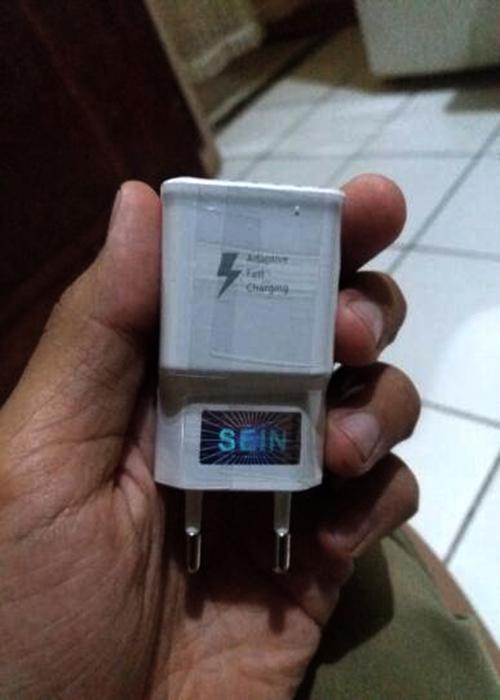 Adaptive
Fast
Charging
SEIN